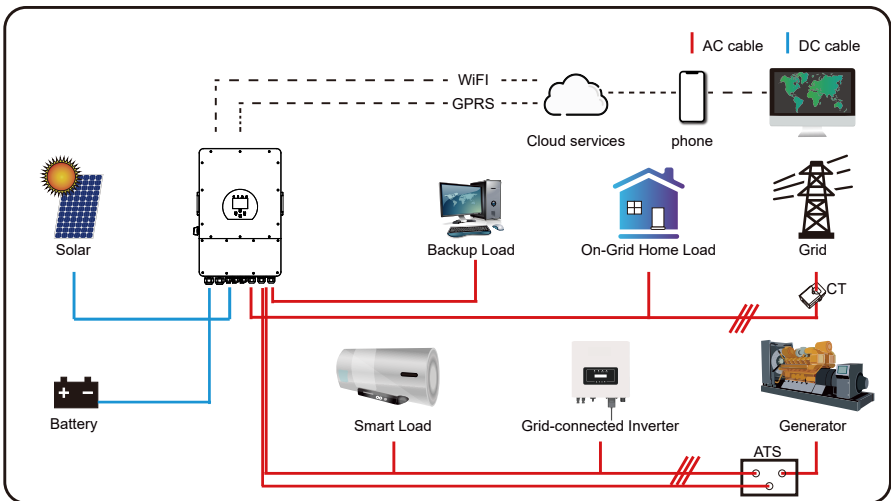 AC cable
DC cable
WiFI
GPRS
Cloud services
phone
Solar
Backup Load
On-Grid Home Load
Grid
CT
Battery
Smart Load
Grid-connected Inverter
Generator
ATS